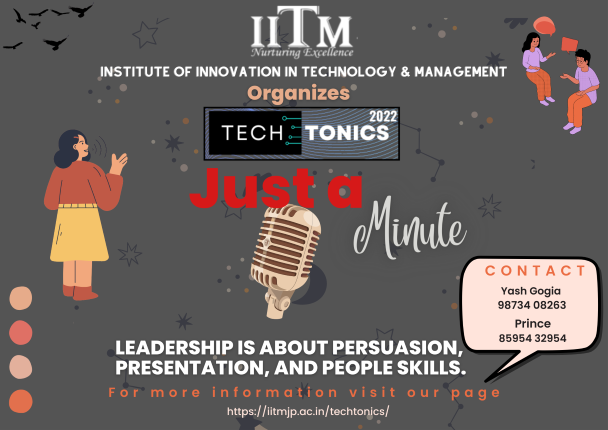 IITM
Nurturing Excellence
INSTITUTE OF INNOVATION IN TECHNOLOGY & MANAGEMENT
Organizes
TECH TONICS 2022
Just a
Minute
CONTACT
Yash Gogia
98734 08263
Prince
85954 32954
LEADERSHIP IS ABOUT PERSUASION,
PRESENTATION, AND PEOPLE SKILLS.
For more information visit our page
https://iitmjp.ac.in/techtonics/